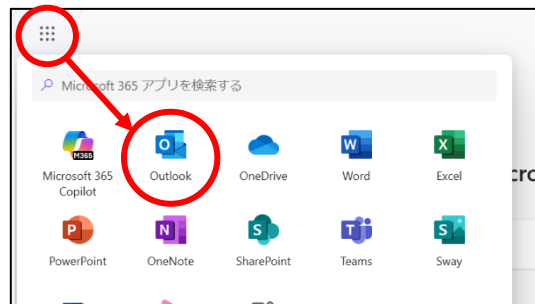 Microsoft 365 アプリを検索する
M365
Microsoft 365
Copilot
Outlook
OneDrive
Word
Excel
PowerPoint
OneNote
SharePoint
Teams
Sway